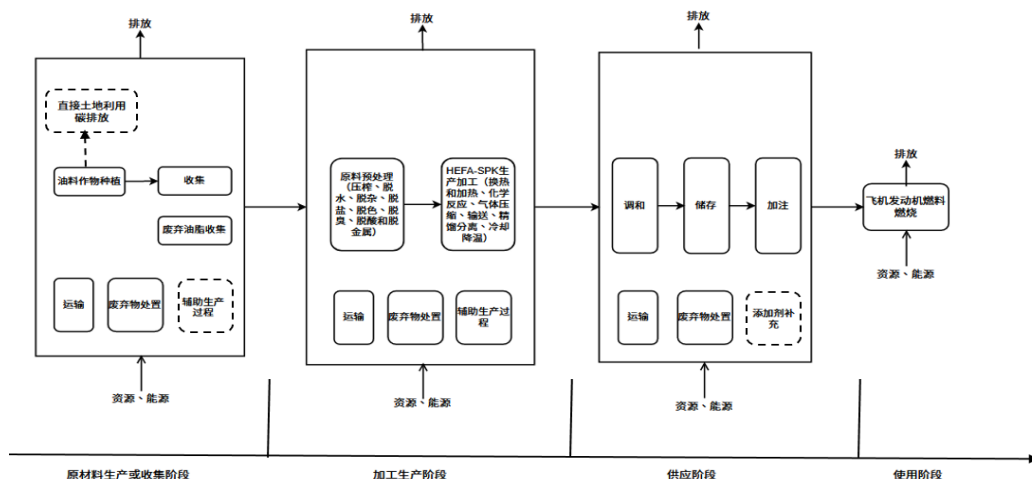 排放
直接土地利用
碳排放
油料作物种植
收集
废弃油脂收集
运输
废弃物处置
辅助生产
过程
资源、能源
排放
原料预处理
（压榨、脱
水、脱杂、脱
盐、脱色、脱
臭、脱酸和脱
金属）
HEFA-SPK生
产加工（换热
和加热、化学
反应、气体压
缩、输送、精
馏分离、冷却
降温）
运输
废弃物处置
辅助生产过
程
资源、能源
排放
调和
储存
加注
运输
废弃物处置
添加剂补
充
资源、能源
排放
飞机发动机燃料
燃烧
资源、能源
原材料生产或收集阶段
加工生产阶段
供应阶段
使用阶段